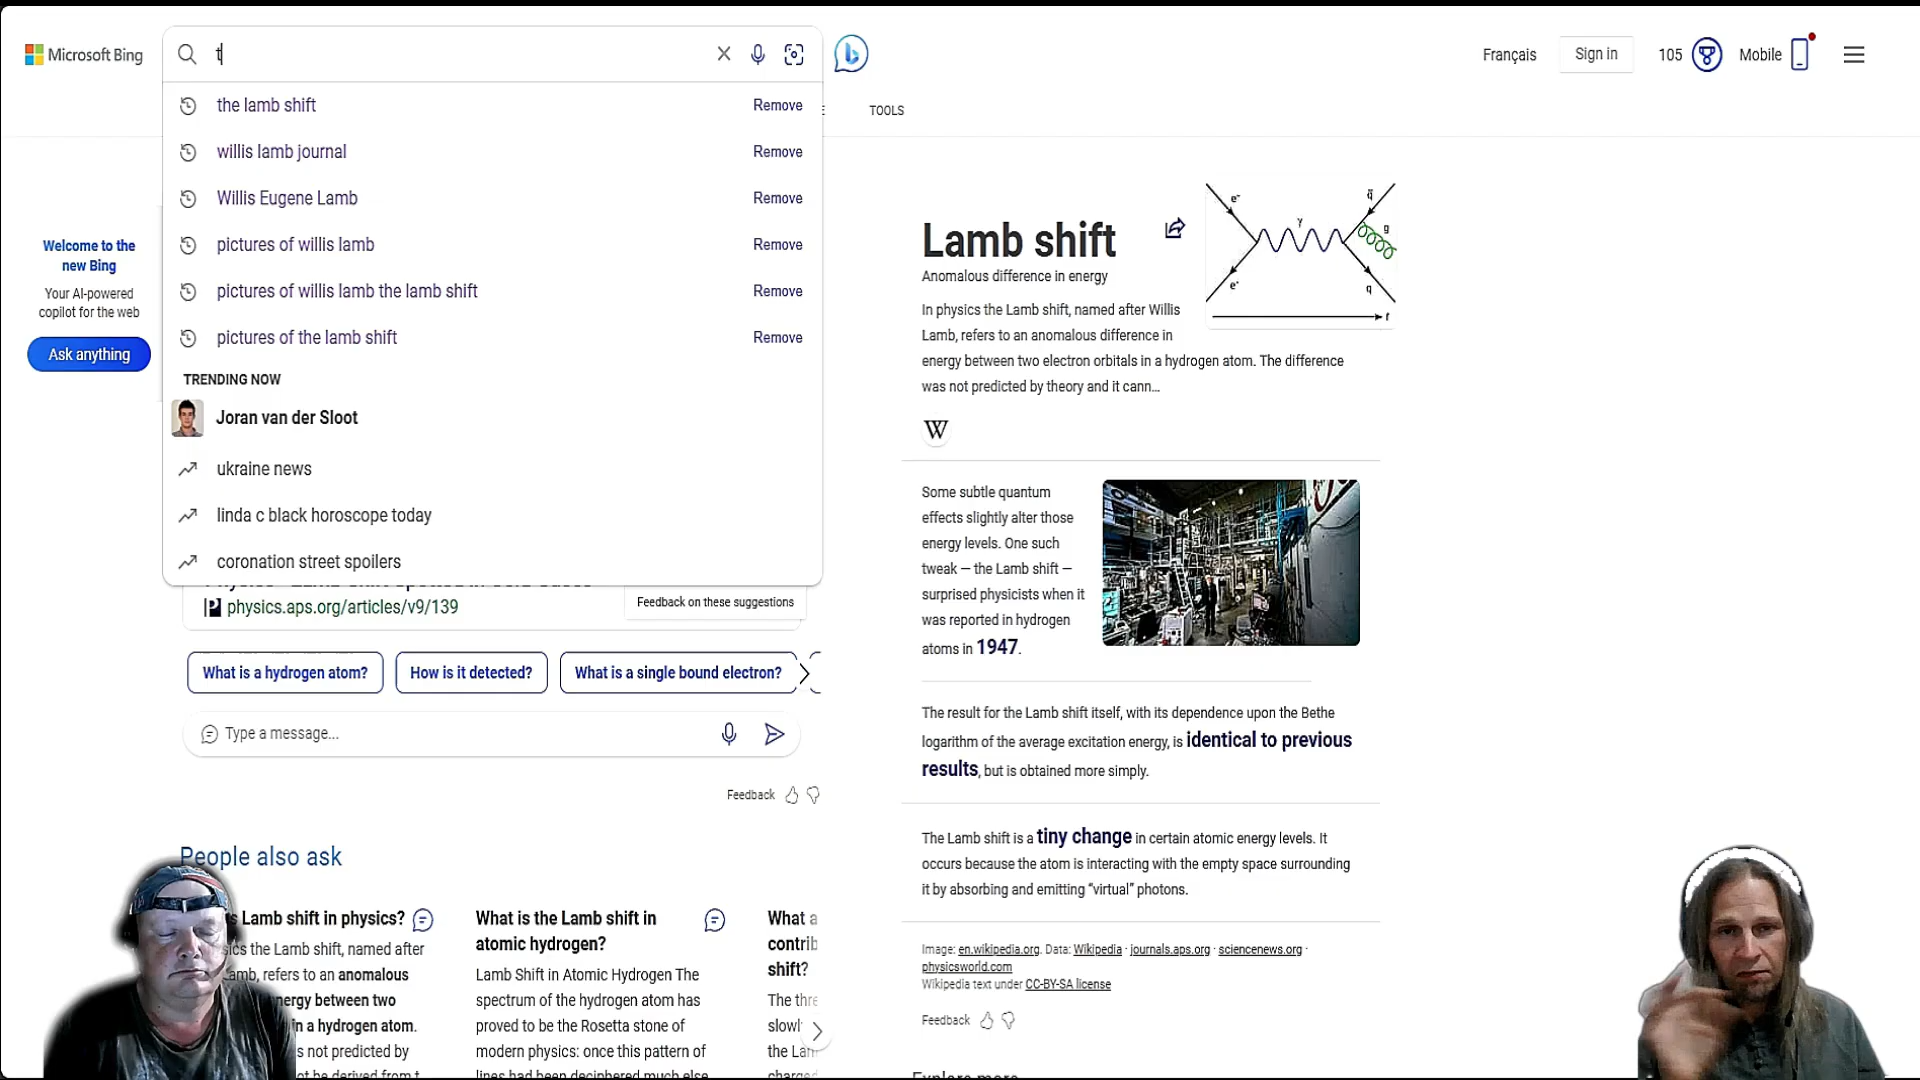 Microsoft Bing
t
Français
Sign in
105
Mobile
TOOLS
the lamb shift
Remove
willis lamb journal
Remove
Willis Eugene Lamb
Remove
pictures of willis lamb
Remove
pictures of willis lamb the lamb shift
Remove
pictures of the lamb shift
Remove
TRENDING NOW
Joran van der Sloot
ukraine news
linda c black horoscope today
coronation street spoilers
Feedback on these suggestions
Welcome to the
new Bing
Your AI-powered
copilot for the web
Ask anything
physics.aps.org/articles/v9/139
What is a hydrogen atom?
How is it detected?
What is a single bound electron?
Type a message...
Feedback
People also ask
Lamb shift in physics?
the Lamb shift, named after
refers to an anomalous
between two
in a hydrogen atom.
not predicted by
be derived from
What is the Lamb shift in
atomic hydrogen?
Lamb Shift in Atomic Hydrogen The
spectrum of the hydrogen atom has
proved to be the Rosetta stone of
modern physics: once this pattern of
lines had been deciphered much else
shift?
The
Lamb shift
Anomalous difference in energy
In physics the Lamb shift, named after Willis
Lamb, refers to an anomalous difference in
energy between two electron orbitals in a hydrogen atom. The difference
was not predicted by theory and it cann...
e⁻
e⁺
γ
q̄
g
q
t
W
Some subtle quantum
effects slightly alter those
energy levels. One such
tweak — the Lamb shift —
surprised physicists when it
was reported in hydrogen
atoms in 1947.
The result for the Lamb shift itself, with its dependence upon the Bethe
logarithm of the average excitation energy, is identical to previous
results, but is obtained more simply.
The Lamb shift is a tiny change in certain atomic energy levels. It
occurs because the atom is interacting with the empty space surrounding
it by absorbing and emitting “virtual” photons.
Image: en.wikipedia.org. Data: Wikipedia · journals.aps.org · sciencenews.org ·
physicsworld.com
Wikipedia text under CC-BY-SA license
Feedback
Explore more